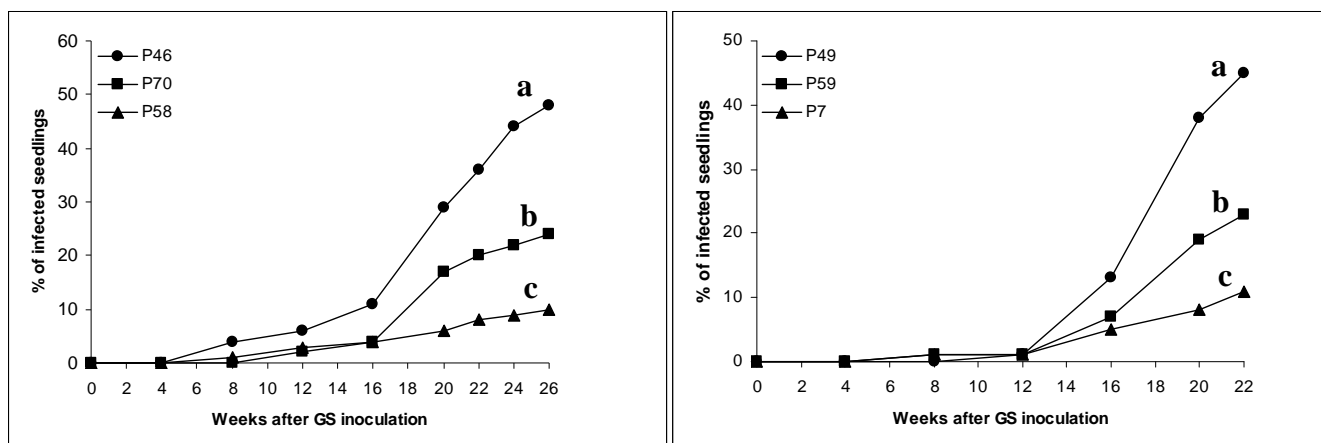 60
50
40
30
20
10
0
% of infected seedlings
P46
P70
P58
a
b
c
0 2 4 6 8 10 12 14 16 18 20 22 24 26
Weeks after GS inoculation
50
40
30
20
10
0
% of infected seedlings
P49
P59
P7
a
b
c
0 2 4 6 8 10 12 14 16 18 20 22
Weeks after GS inoculation